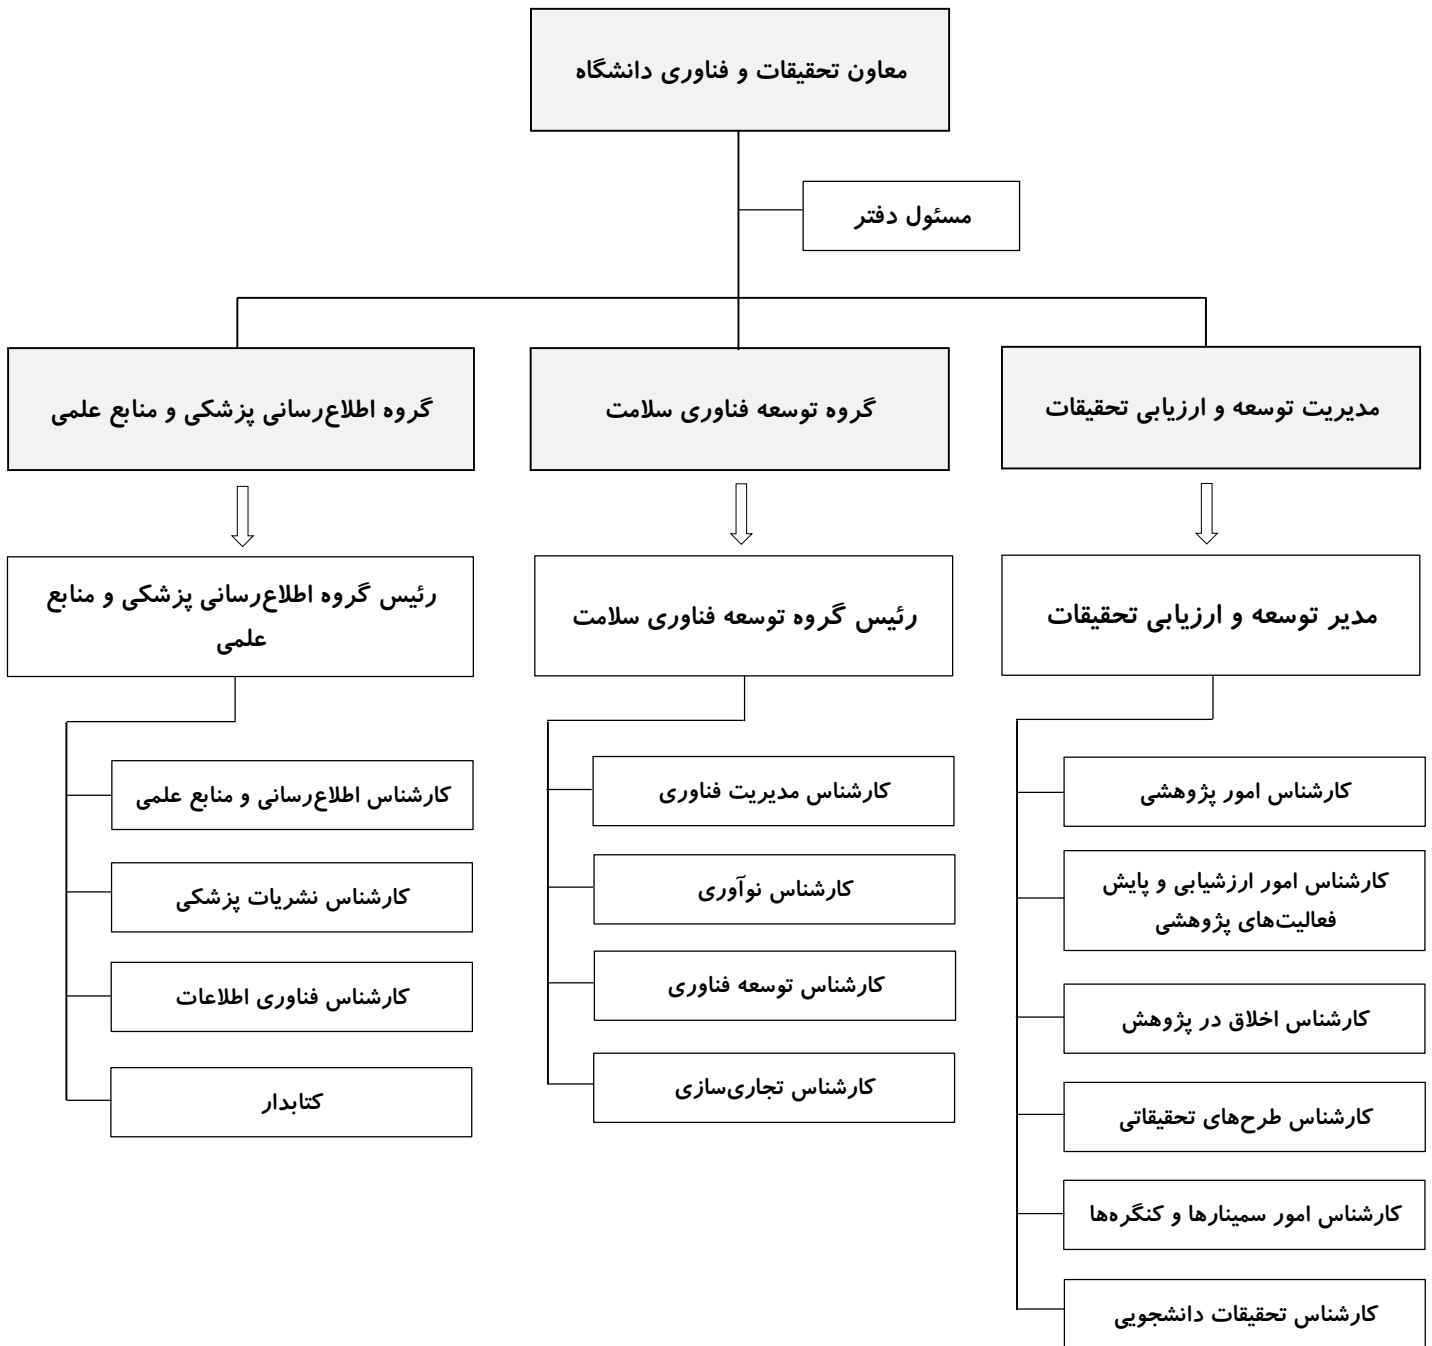 معاون تحقیقات و فناوری دانشگاه
مسئول دفتر
مدیریت توسعه و ارزیابی تحقیقات
گروه توسعه فناوری سلامت
گروه اطلاع‌رسانی پزشکی و منابع علمی
مدیر توسعه و ارزیابی تحقیقات
رئیس گروه توسعه فناوری سلامت
رئیس گروه اطلاع‌رسانی پزشکی و منابع
علمی
کارشناس امور پژوهشی
کارشناس امور ارزشیابی و پایش
فعالیت‌های پژوهشی
کارشناس اخلاق در پژوهش
کارشناس طرح‌های تحقیقاتی
کارشناس امور سمینارها و کنگره‌ها
کارشناس تحقیقات دانشجویی
کارشناس مدیریت فناوری
کارشناس نوآوری
کارشناس توسعه فناوری
کارشناس تجاری‌سازی
کارشناس اطلاع‌رسانی و منابع علمی
کارشناس نشریات پزشکی
کارشناس فناوری اطلاعات
کتابدار